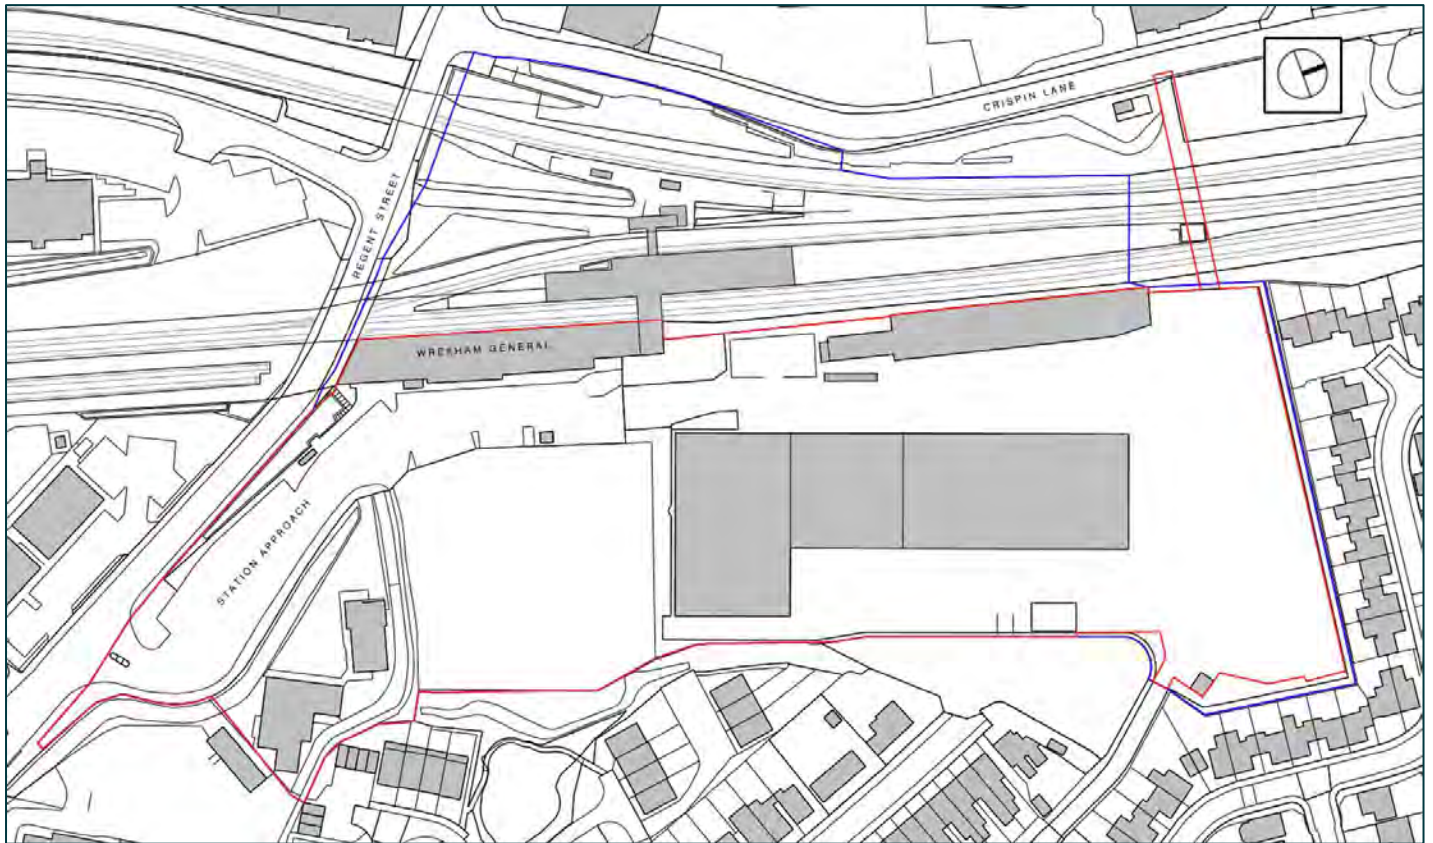 CRISPIN LANE
REGENT STREET
WREXHAM GENERAL
STATION APPROACH